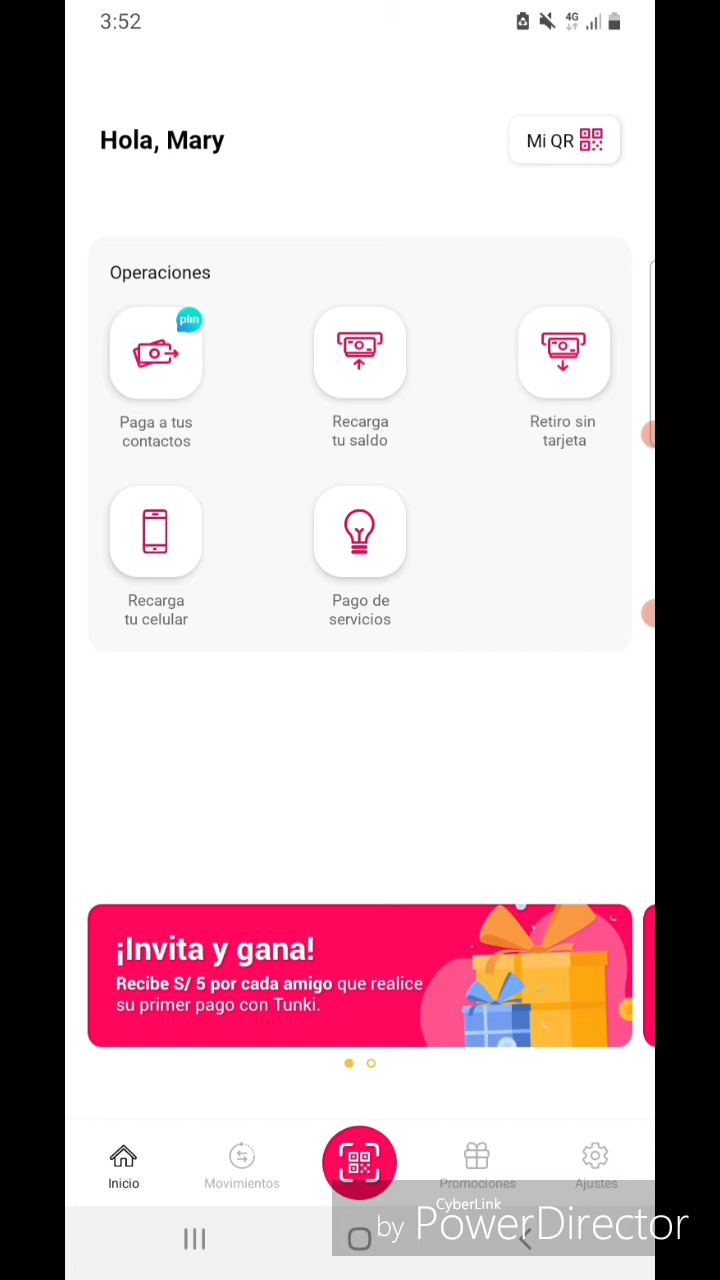 3:52
4G
Hola, Mary
Mi QR
Operaciones
plin
Paga a tus
contactos
Recarga
tu saldo
Retiro sin
tarjeta
Recarga
tu celular
Pago de
servicios
¡Invita y gana!
Recibe S/ 5 por cada amigo que realice
su primer pago con Tunki.
Inicio
Movimientos
Promociones
Ajustes
CyberLink
by PowerDirector